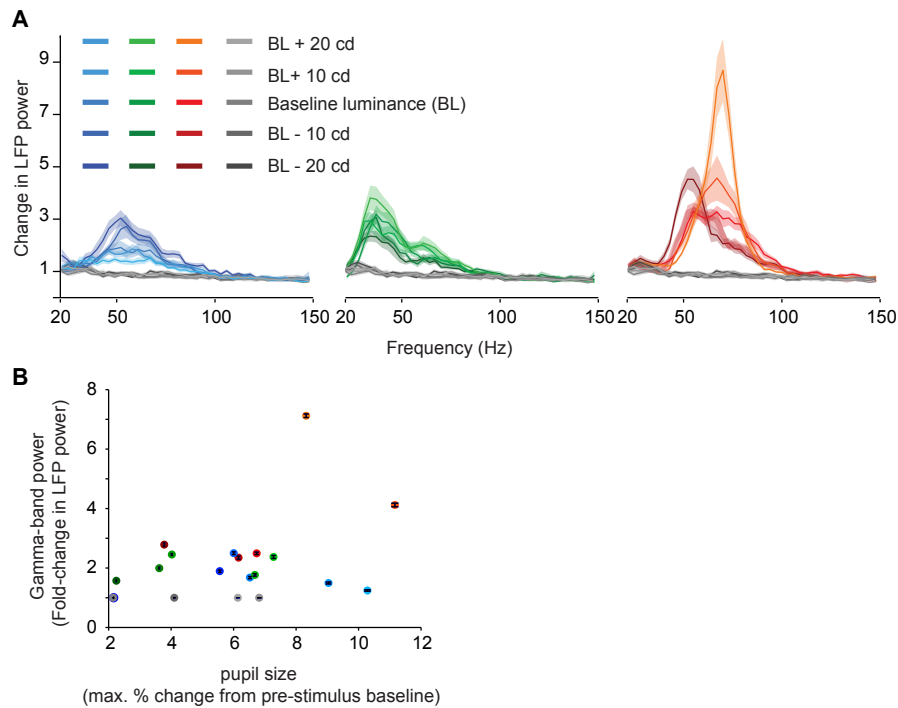 A
BL + 20 cd
BL+ 10 cd
Baseline luminance (BL)
BL - 10 cd
BL - 20 cd
Change in LFP power
9
7
5
3
1
20 50 100 150
20 50 100 150
20 50 100 150
Frequency (Hz)
B
Gamma-band power
(Fold-change in LFP power)
8
6
4
2
0
2 4 6 8 10 12
pupil size
(max. % change from pre-stimulus baseline)